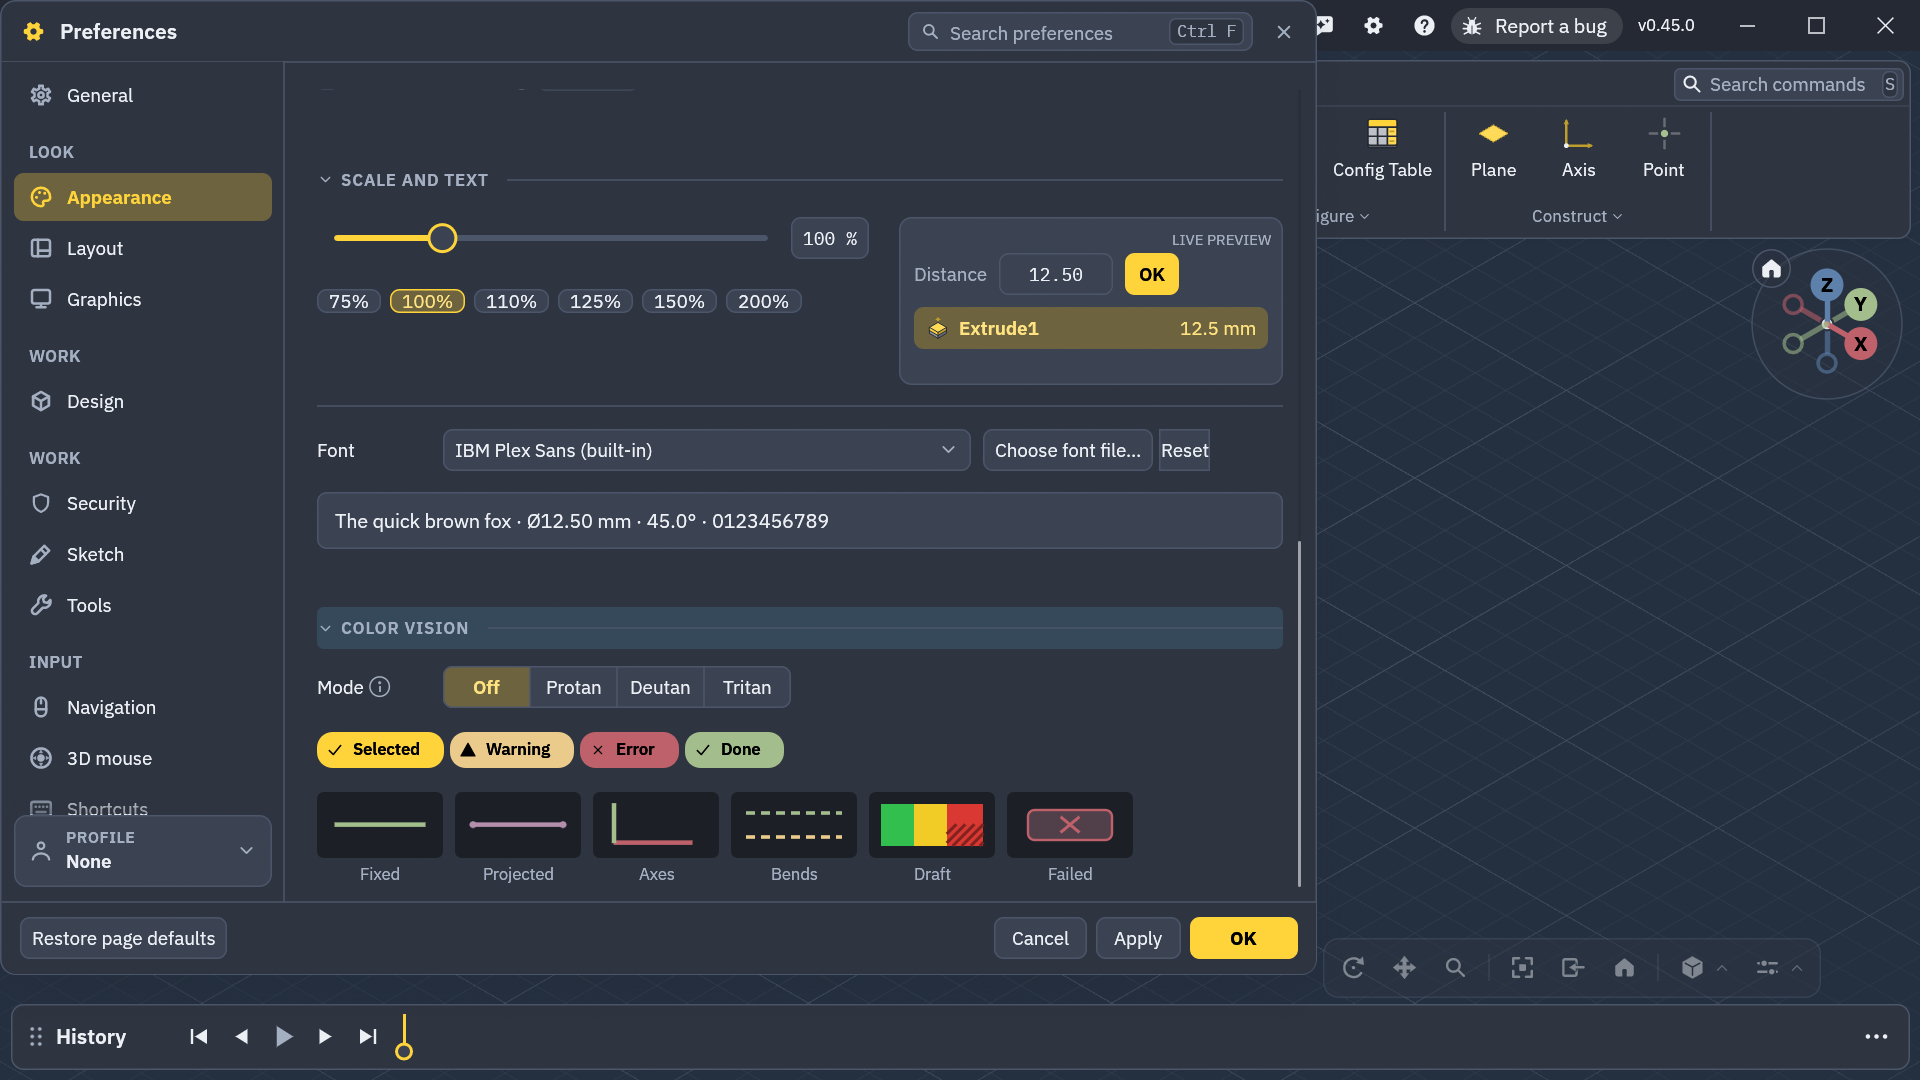 Preferences
Search preferences
Ctrl F
Report a bug
v0.45.0
General
LOOK
Appearance
Layout
Graphics
WORK
Design
WORK
Security
Sketch
Tools
INPUT
Navigation
3D mouse
Shortcuts
PROFILE
None
SCALE AND TEXT
100 %
75%
100%
110%
125%
150%
200%
LIVE PREVIEW
Distance
12.50
OK
Extrude1
12.5 mm
Font
IBM Plex Sans (built-in)
Choose font file...
Reset
The quick brown fox · Ø12.50 mm · 45.0° · 0123456789
COLOR VISION
Mode
Off
Protan
Deutan
Tritan
Selected
Warning
Error
Done
Fixed
Projected
Axes
Bends
Draft
Failed
Restore page defaults
Cancel
Apply
OK
Search commands
S
Config Table
Plane
Axis
Point
igure
Construct
Z
Y
X
History